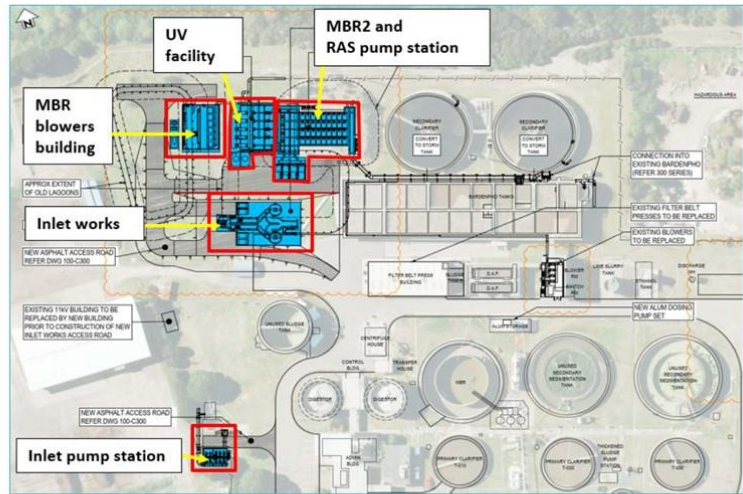 N
UV
facility
MBR2 and
RAS pump station
MBR
blowers
building
HAZARDOUS AREA
SECONDARY
CLARIFIER
CONVERT
TO STORM
TANK
SECONDARY
CLARIFIER
CONVERT
TO STORM
TANK
CONNECTION INTO
EXISTING BARDENPHO
(REFER 300 SERIES)
APPROX EXTENT
OF OLD LAGOONS
BARDENPHO TANKS
EXISTING FILTER BELT
PRESSES TO BE REPLACED
Inlet works
EXISTING BLOWERS
TO BE REPLACED
NEW ASPHALT ACCESS ROAD
REFER DWG 100-C300
FILTER BELT PRESS
BUILDING
D.A.F.
D.A.F.
BLOWER
RM
SWITCH
RM
LIME SLURRY
TANK
ETHANOL
TANK
DISCHARGE
NEW ALUM DOSING
PUMP SET
EXISTING 11kV BUILDING TO BE
REPLACED BY NEW BUILDING
PRIOR TO CONSTRUCTION OF NEW
INLET WORKS ACCESS ROAD
UNUSED SLUDGE
TANK
ALUM STORAGE
CENTRIFUGE
HOUSE
CONTROL
BLDG.
TRANSFER
HOUSE
DIGESTOR
DIGESTOR
MBR
UNUSED
SECONDARY
SEDIMENTATION
TANK
UNUSED
SECONDARY
SEDIMENTATION
TANK
NEW ASPHALT ACCESS ROAD
REFER DWG 100-C300
Inlet pump station
ADMIN.
BLDG
PRIMARY CLARIFIER
PRIMARY CLARIFIER
THICKENED
SLUDGE
PUMP
STATION
PRIMARY CLARIFIER